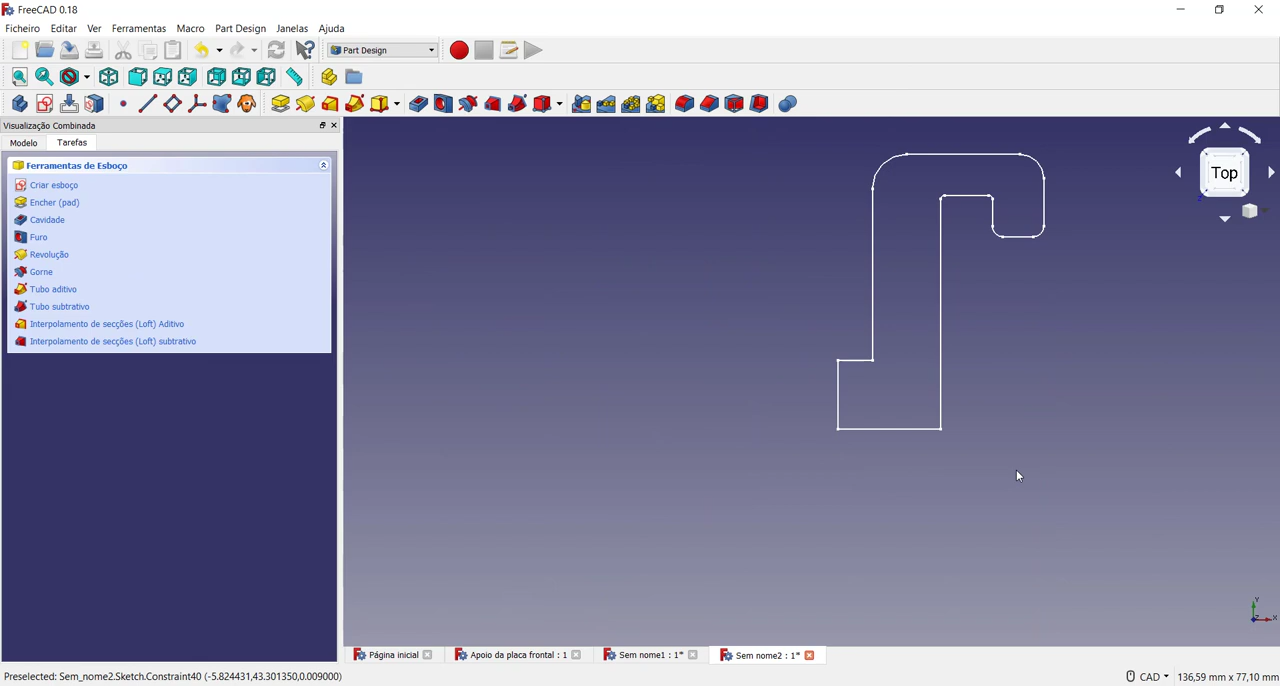 FreeCAD 0.18
Ficheiro Editar Ver Ferramentas Macro Part Design Janelas Ajuda
Part Design
Visualização Combinada
Modelo Tarefas
Ferramentas de Esboço
Criar esboço
Encher (pad)
Cavidade
Furo
Revolução
Gorne
Tubo aditivo
Tubo subtrativo
Interpolamento de secções (Loft) Aditivo
Interpolamento de secções (Loft) subtrativo
Top
Z
Y
Z X
Página inicial Apoio da placa frontal : 1 Sem nome1 : 1* Sem nome2 : 1*
Preselected: Sem_nome2.Sketch.Constraint40 (-5.824431,43.301350,0.009000) CAD 136,59 mm x 77,10 mm